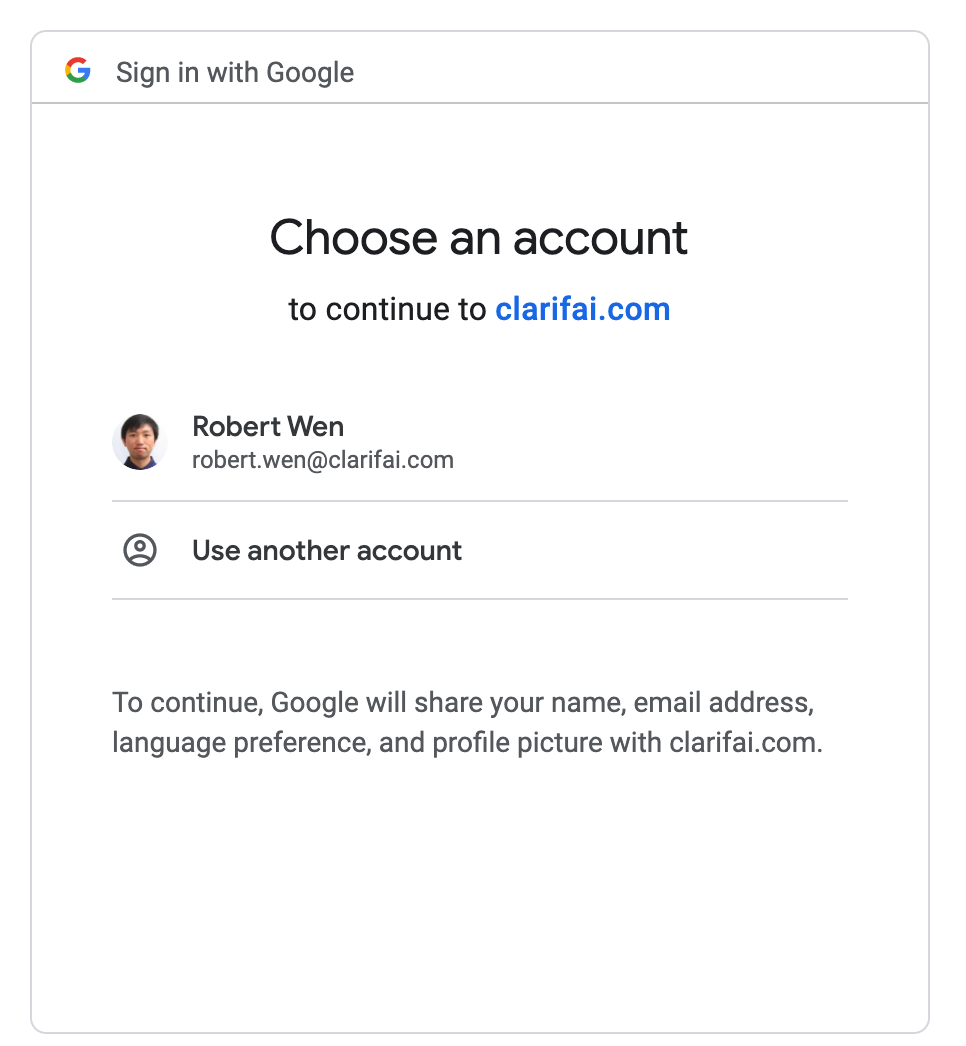 Sign in with Google
Choose an account
to continue to clarifai.com
Robert Wen
robert.wen@clarifai.com
Use another account
To continue, Google will share your name, email address,
language preference, and profile picture with clarifai.com.